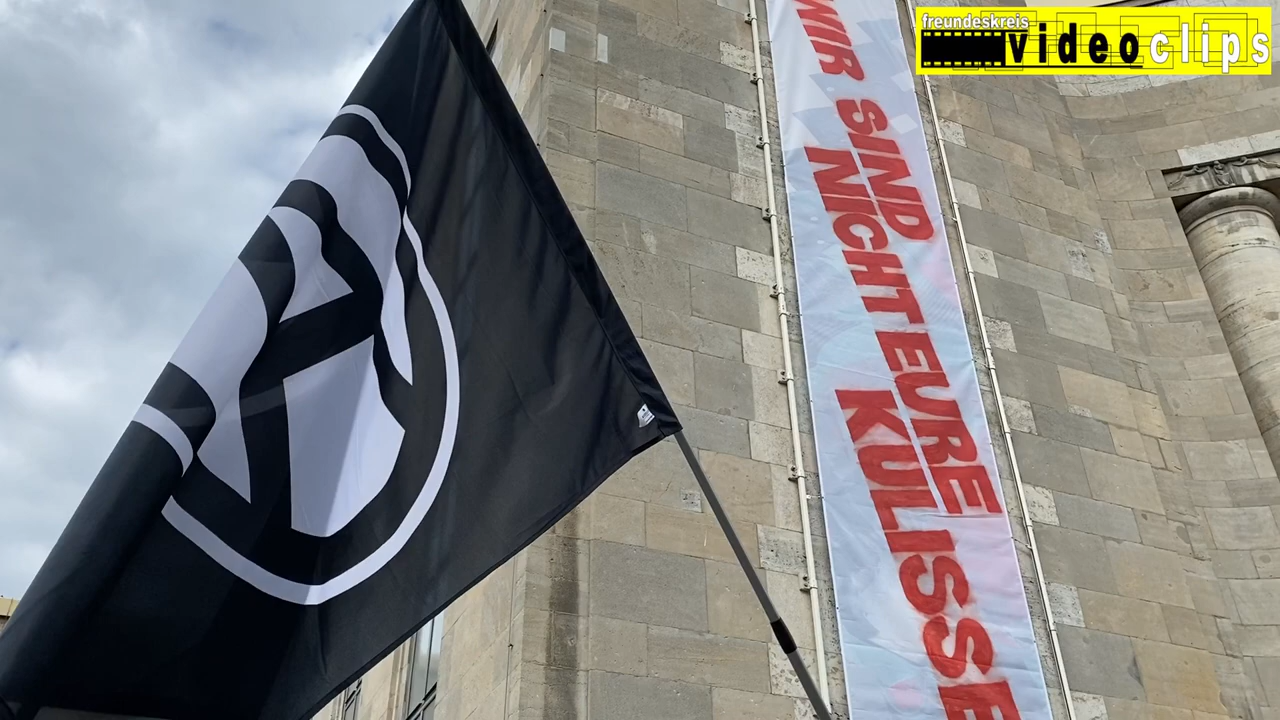 freundeskreis
videoclips
WIR SIND
NICHT EURE
KULISSE